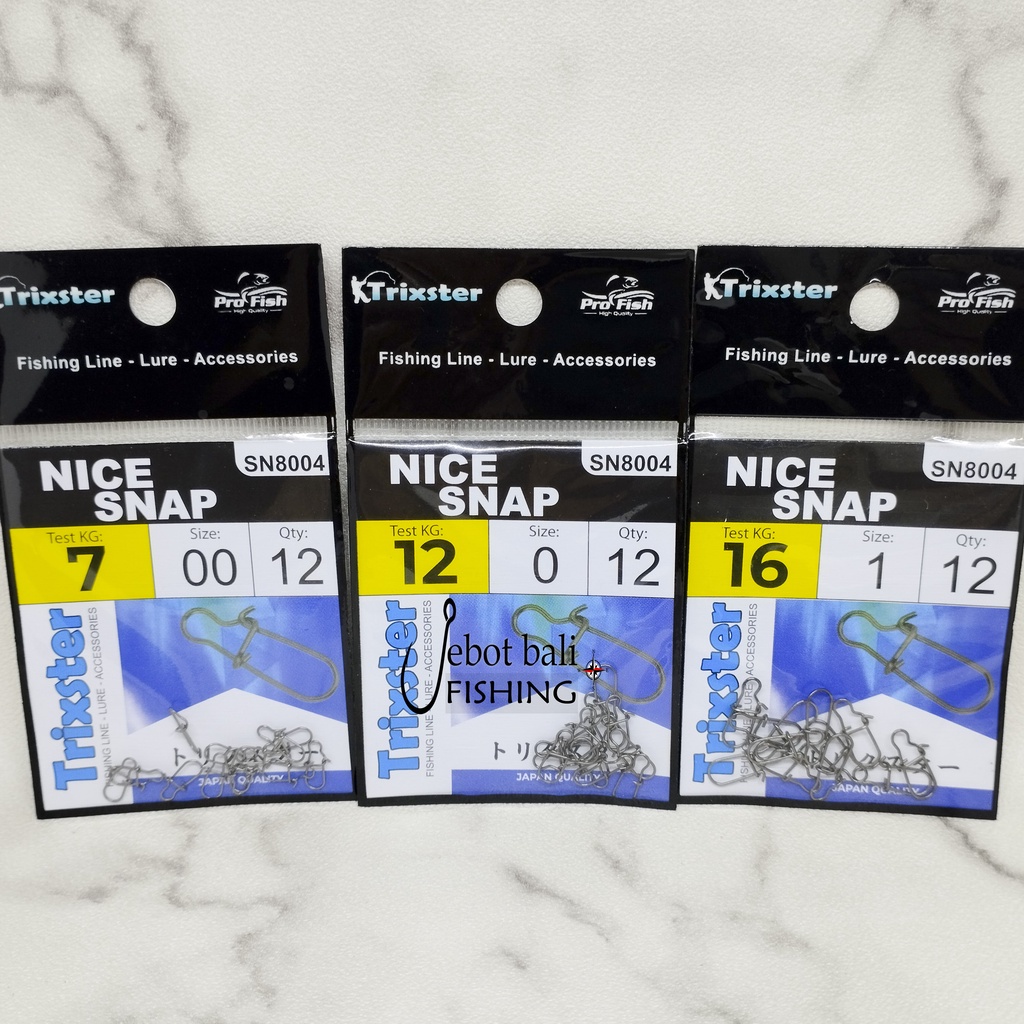 Trixster
Pro Fish
High Quality
Fishing Line - Lure - Accessories
NICE
SNAP
SN8004
Test KG:
7
Size:
00
Qty:
12
Trixster
FISHING LINE - LURE - ACCESSORIES
JAPAN QUALITY
Trixster
Pro Fish
High Quality
Fishing Line - Lure - Accessories
NICE
SNAP
SN8004
Test KG:
12
Size:
0
Qty:
12
Trixster
FISHING LINE - LURE - ACCESSORIES
トリ
JAPAN QUALITY
Jebot bali
FISHING
Trixster
Pro Fish
High Quality
Fishing Line - Lure - Accessories
NICE
SNAP
SN8004
Test KG:
16
Size:
1
Qty:
12
Trixster
FISHING LINE - LURE - ACCESSORIES
JAPAN QUALITY